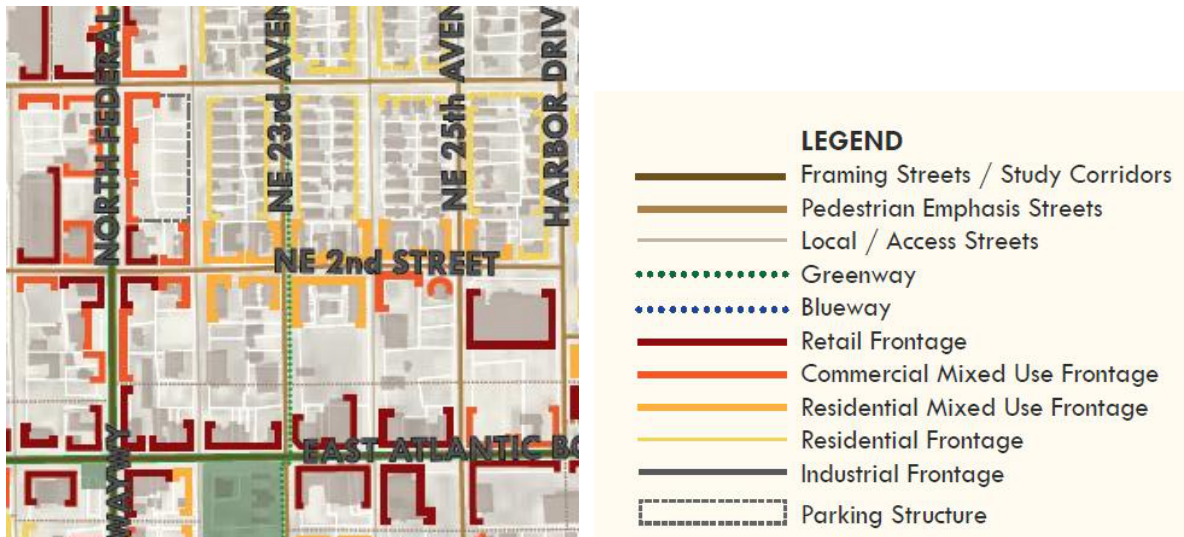 NORTH FEDERAL
NE 23rd AVEN
NE 25th AVEN
HARBOR DRIV
NE 2nd STREET
EAST ATLANTIC BO
WAYWY
LEGEND
Framing Streets / Study Corridors
Pedestrian Emphasis Streets
Local / Access Streets
Greenway
Blueway
Retail Frontage
Commercial Mixed Use Frontage
Residential Mixed Use Frontage
Residential Frontage
Industrial Frontage
Parking Structure